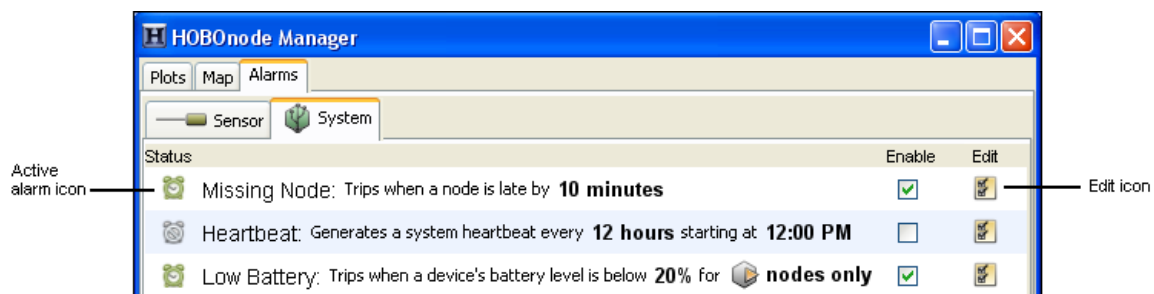 HOBOnode Manager
Plots Map Alarms
Sensor System
Status Enable Edit
Active
alarm icon
Missing Node: Trips when a node is late by 10 minutes
Edit icon
Heartbeat: Generates a system heartbeat every 12 hours starting at 12:00 PM
Low Battery: Trips when a device's battery level is below 20% for nodes only